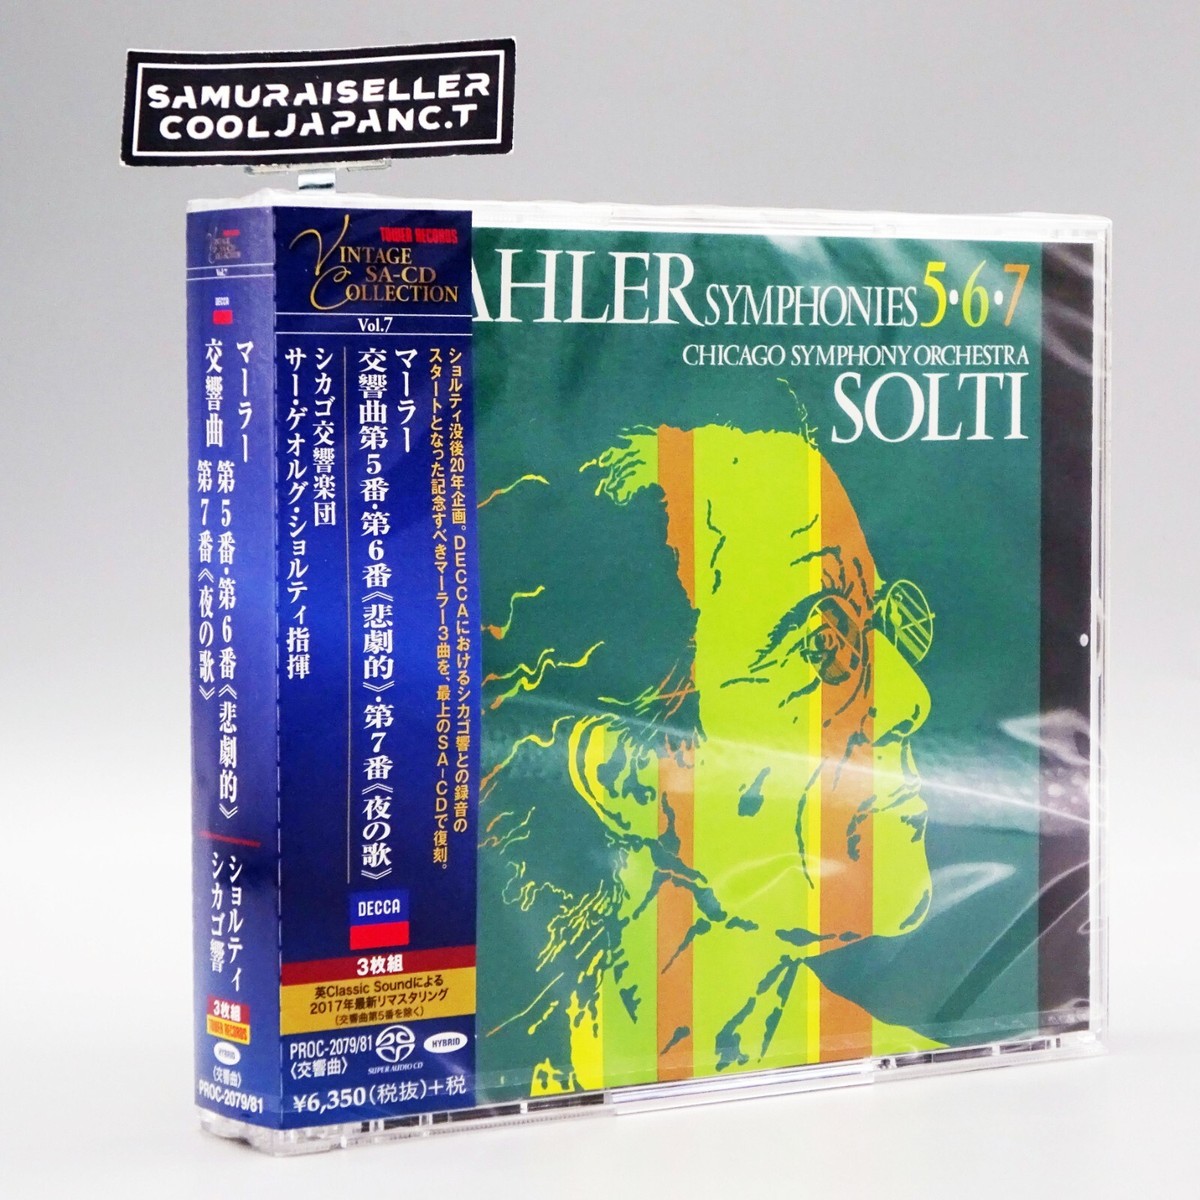 SAMURAISELLER
COOLJAPANC.T
VINTAGE
SA-CD
COLLECTION
Vol.7
DECCA
マーラー
交響曲 第5番・第6番《悲劇的》
第7番《夜の歌》
ショルティ
シカゴ響
3枚組
TOWER RECORDS
HYBRID
〈交響曲〉
PROC-2079/81
TOWER RECORDS
VINTAGE
SA-CD
COLLECTION
Vol.7
ショルティ没後20年企画。DECCAにおけるシカゴ響との録音の
スタートとなった記念すべきマーラー3曲を、最上のSA-CDで復刻。
マーラー
交響曲第5番・第6番《悲劇的》・第7番《夜の歌》
シカゴ交響楽団
サー・ゲオルグ・ショルティ指揮
DECCA
3枚組
英Classic Soundによる
2017年最新リマスタリング
(交響曲第5番を除く)
PROC-2079/81
〈交響曲〉
SUPER AUDIO CD
HYBRID
¥6,350(税抜)+税
AHLER SYMPHONIES 5·6·7
CHICAGO SYMPHONY ORCHESTRA
SOLTI